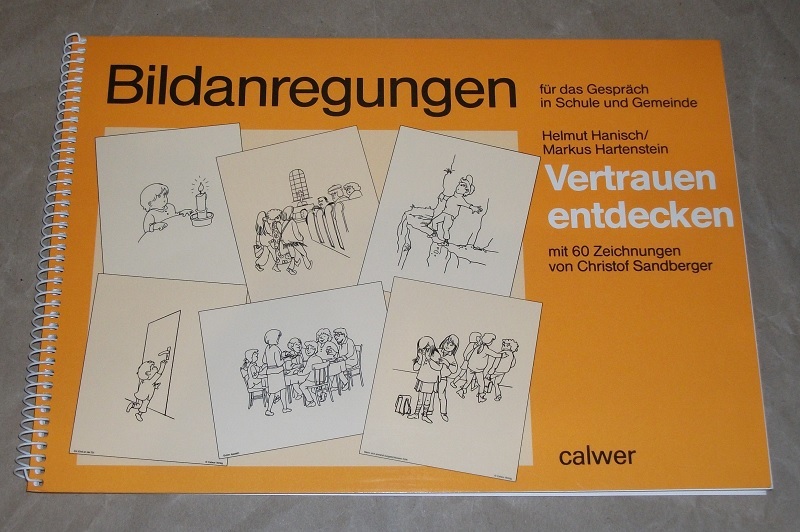 Bildanregungen
für das Gespräch
in Schule und Gemeinde
Helmut Hanisch/
Markus Hartenstein
Vertrauen
entdecken
mit 60 Zeichnungen
von Christof Sandberger
calwer